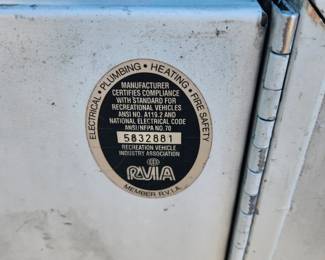 ELECTRICAL • PLUMBING • HEATING • FIRE SAFETY
MANUFACTURER
CERTIFIES COMPLIANCE
WITH STANDARD FOR
RECREATIONAL VEHICLES
ANSI NO. A119.2 AND
NATIONAL ELECTRICAL CODE
ANSI/NFPA NO. 70
5832881
RECREATION VEHICLE
INDUSTRY ASSOCIATION
RVIA
MEMBER R.V.I.A.